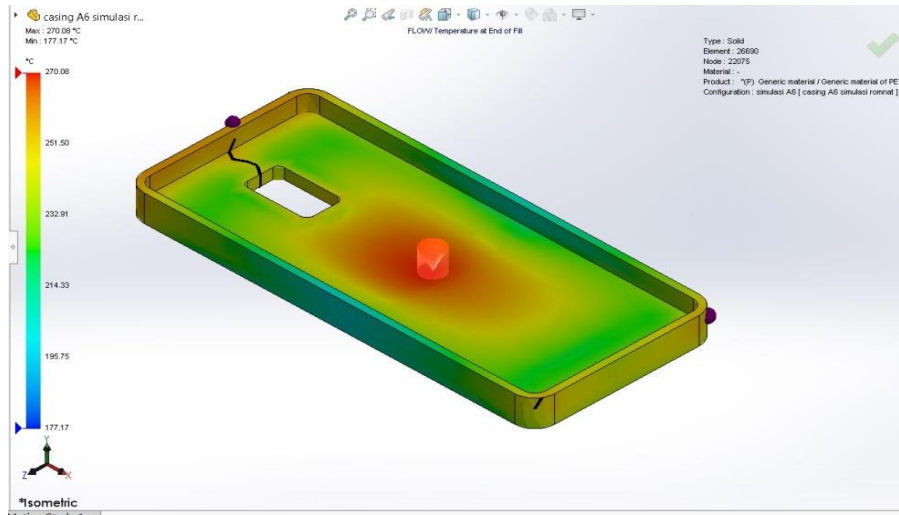 casing A6 simulasi r...
Max : 270.08 °C
Min : 177.17 °C
FLOW/ Temperature at End of Fill
Type : Solid
Element : 26690
Node : 22075
Material : -
Product : "(P) Generic material / Generic material of PE
Configuration : simulasi A6 [ casing A6 simulasi romnat ]
°C
270.08
251.50
232.91
214.33
195.75
177.17
Y
Z
X
*Isometric